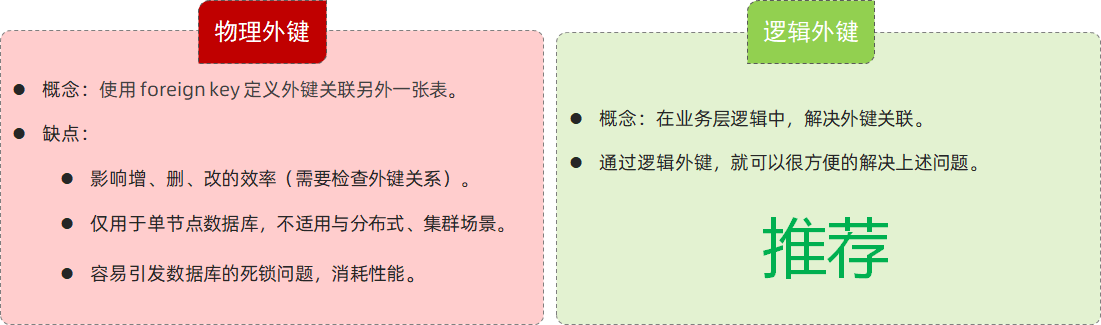 物理外键
概念：使用 foreign key 定义外键关联另外一张表。
缺点：
影响增、删、改的效率（需要检查外键关系）。
仅用于单节点数据库，不适用与分布式、集群场景。
容易引发数据库的死锁问题，消耗性能。
逻辑外键
概念：在业务层逻辑中，解决外键关联。
通过逻辑外键，就可以很方便的解决上述问题。
推荐